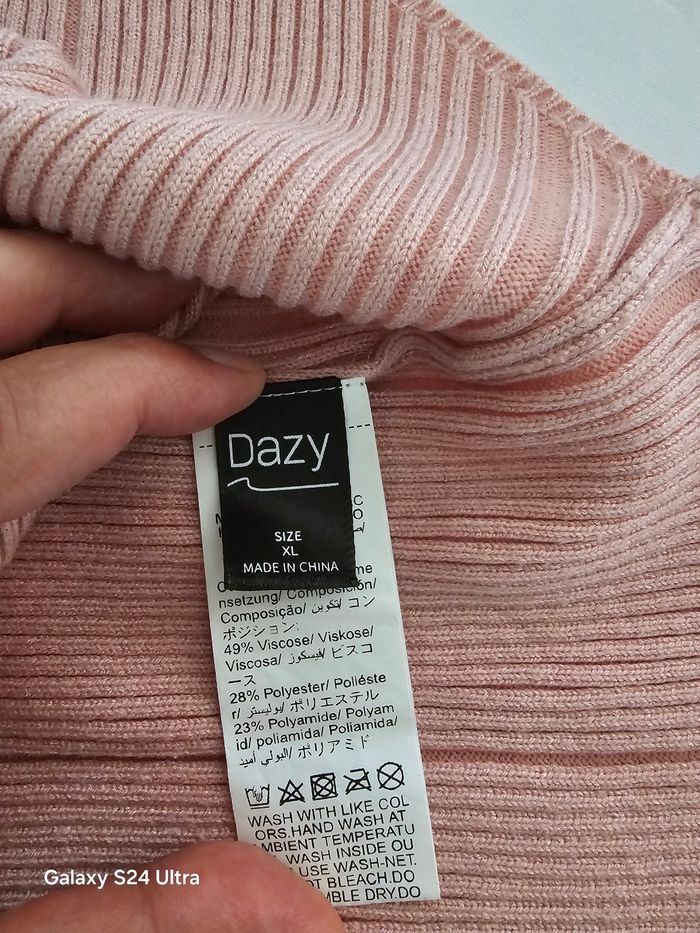 Dazy
SIZE
XL
MADE IN CHINA
nsetzung/ Composición/
Composição/ تكوين/ コン
ポジション:
49% Viscose/ Viskose/
Viscosa/ فيسكوز/ ビスコ
ース
28% Polyester/ Poliéste
r/ بوليستر/ ポリエステル
23% Polyamide/ Polyam
id/ poliamida/ Poliamida/
البولي أميد/ ポリアミド
WASH WITH LIKE COL
ORS.HAND WASH AT
AMBIENT TEMPERATU
WASH INSIDE OU
USE WASH-NET.
BLEACH.DO
DRY.DO
Galaxy S24 Ultra